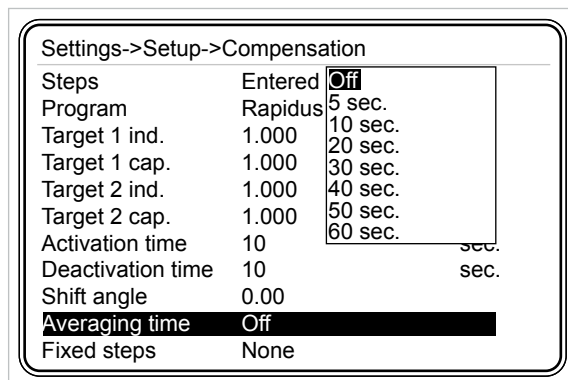 Settings->Setup->Compensation
Steps Entered
Program Rapidus
Target 1 ind. 1.000
Target 1 cap. 1.000
Target 2 ind. 1.000
Target 2 cap. 1.000
Activation time 10 sec.
Deactivation time 10 sec.
Shift angle 0.00
Averaging time Off
Fixed steps None
Off
5 sec.
10 sec.
20 sec.
30 sec.
40 sec.
50 sec.
60 sec.